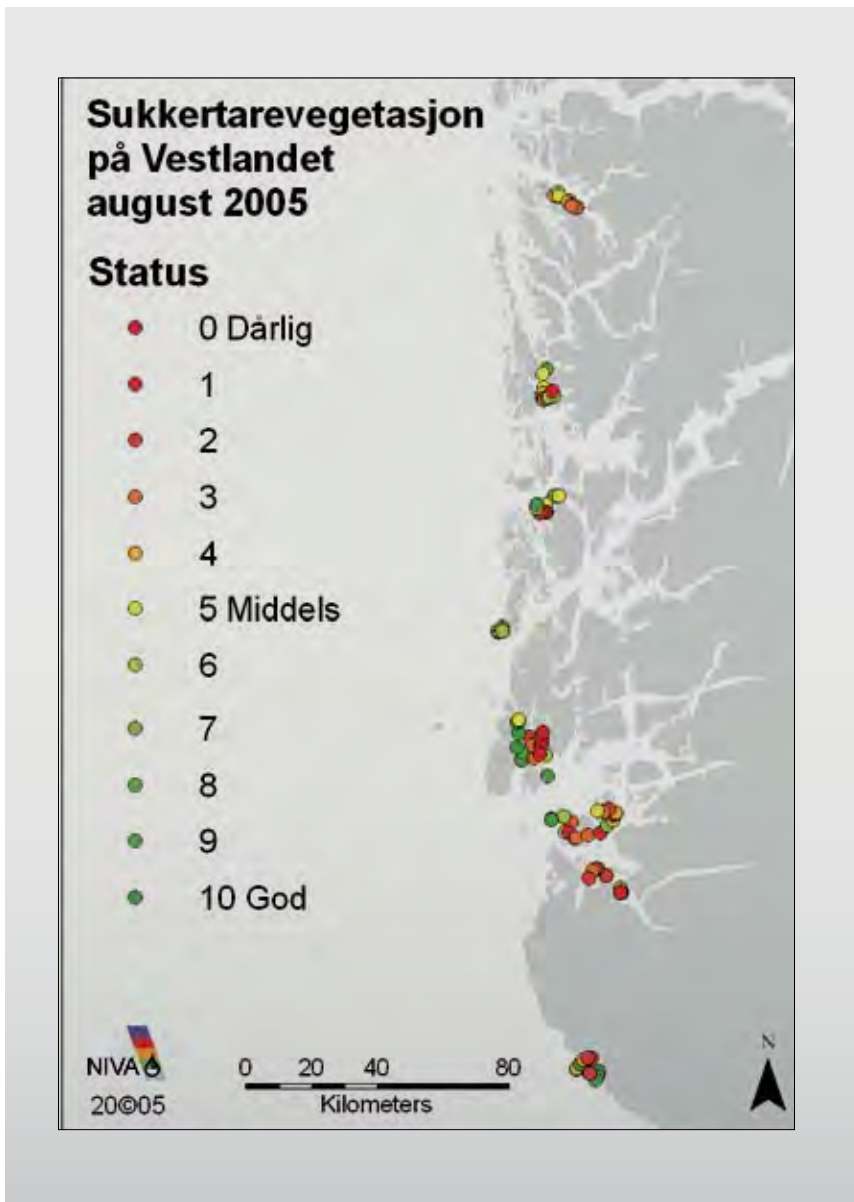 Sukkertarevegetasjon
på Vestlandet
august 2005
Status
0 Dårlig
1
2
3
4
5 Middels
6
7
8
9
10 God
NIVA
20©05
0 20 40 80
Kilometers
N